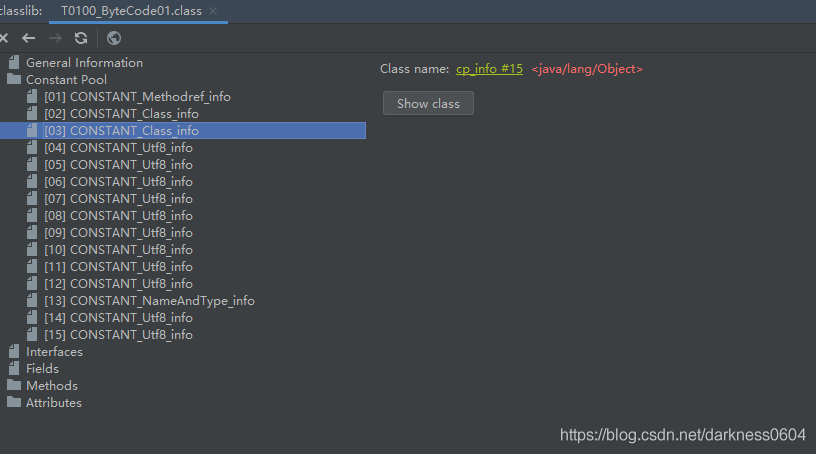 classlib: T0100_ByteCode01.class
General Information
Class name: cp_info #15 <java/lang/Object>
Constant Pool
[01] CONSTANT_Methodref_info
Show class
[02] CONSTANT_Class_info
[03] CONSTANT_Class_info
[04] CONSTANT_Utf8_info
[05] CONSTANT_Utf8_info
[06] CONSTANT_Utf8_info
[07] CONSTANT_Utf8_info
[08] CONSTANT_Utf8_info
[09] CONSTANT_Utf8_info
[10] CONSTANT_Utf8_info
[11] CONSTANT_Utf8_info
[12] CONSTANT_Utf8_info
[13] CONSTANT_NameAndType_info
[14] CONSTANT_Utf8_info
[15] CONSTANT_Utf8_info
Interfaces
Fields
Methods
Attributes
https://blog.csdn.net/darkness0604